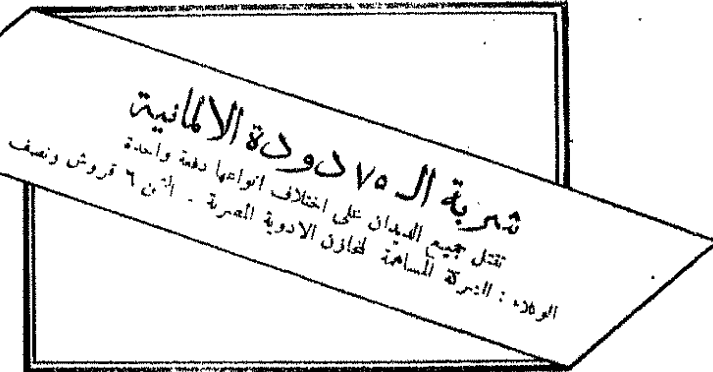 شربة الـ ٧٥ دودة الالمانية
تقتل جميع الديدان على اختلاف انواعها دفعة واحدة
الوكلاء : الشركة المساهمة لمخازن الادوية المصرية - الثمن ٦ قروش ونصف